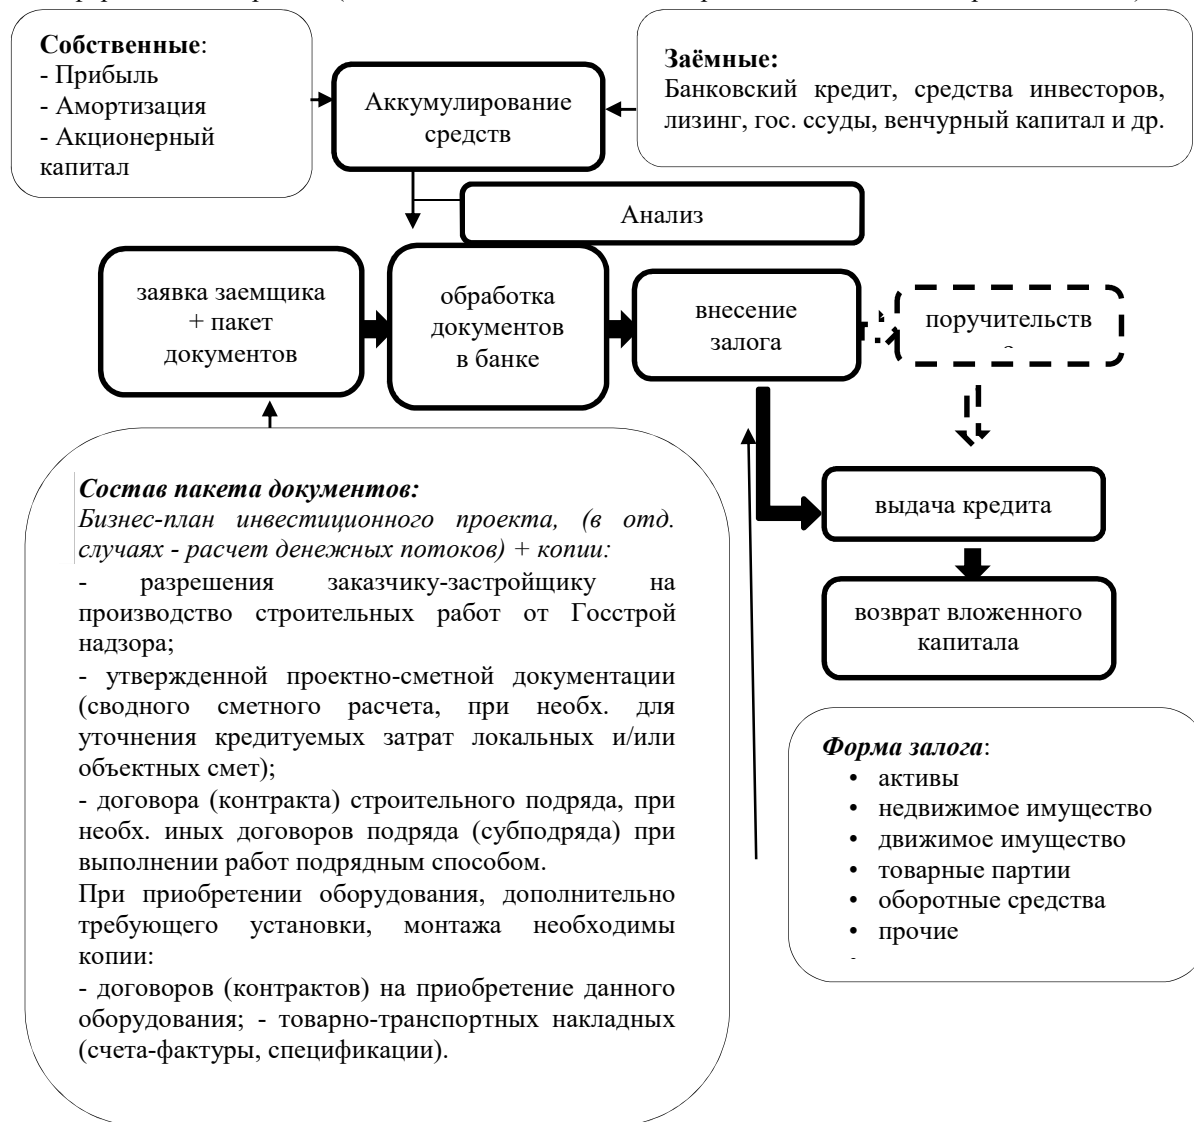 Собственные:
- Прибыль
- Амортизация
- Акционерный
капитал
Аккумулирование
средств
Заёмные:
Банковский кредит, средства инвесторов,
лизинг, гос. ссуды, венчурный капитал и др.
Анализ
заявка заемщика
+ пакет
документов
обработка
документов
в банке
внесение
залога
поручительств
выдача кредита
возврат вложенного
капитала
Состав пакета документов:
Бизнес-план инвестиционного проекта, (в отд.
случаях - расчет денежных потоков) + копии:
- разрешения заказчику-застройщику на
производство строительных работ от Госстрой
надзора;
- утвержденной проектно-сметной документации
(сводного сметного расчета, при необх. для
уточнения кредитуемых затрат локальных и/или
объектных смет);
- договора (контракта) строительного подряда, при
необх. иных договоров подряда (субподряда) при
выполнении работ подрядным способом.
При приобретении оборудования, дополнительно
требующего установки, монтажа необходимы
копии:
- договоров (контрактов) на приобретение данного
оборудования; - товарно-транспортных накладных
(счета-фактуры, спецификации).
Форма залога:
• активы
• недвижимое имущество
• движимое имущество
• товарные партии
• оборотные средства
• прочие